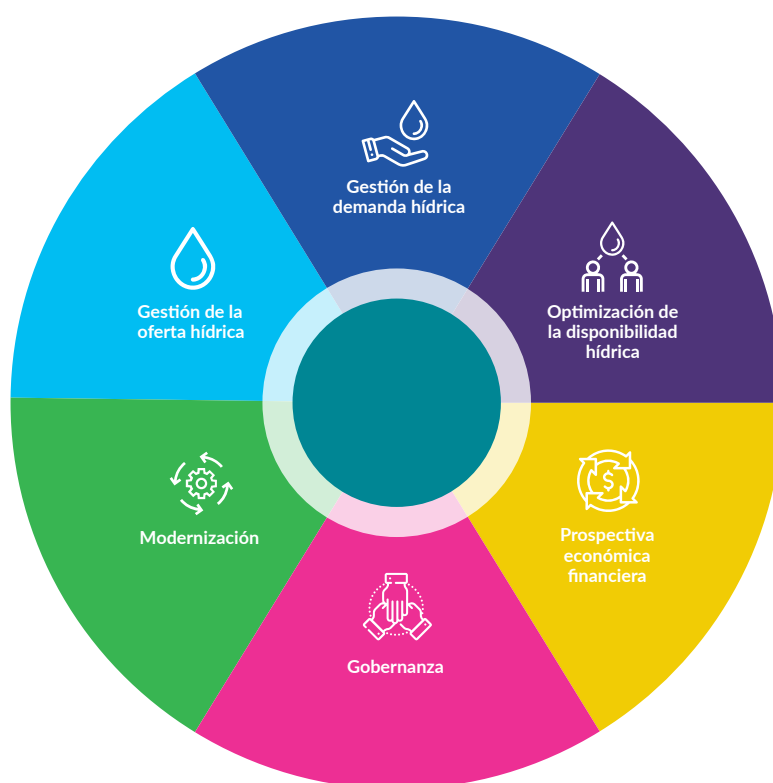 Gestión de la
demanda hídrica
Optimización de
la disponibilidad
hídrica
Prospectiva
económica
financiera
Gobernanza
Modernización
Gestión de la
oferta hídrica
$